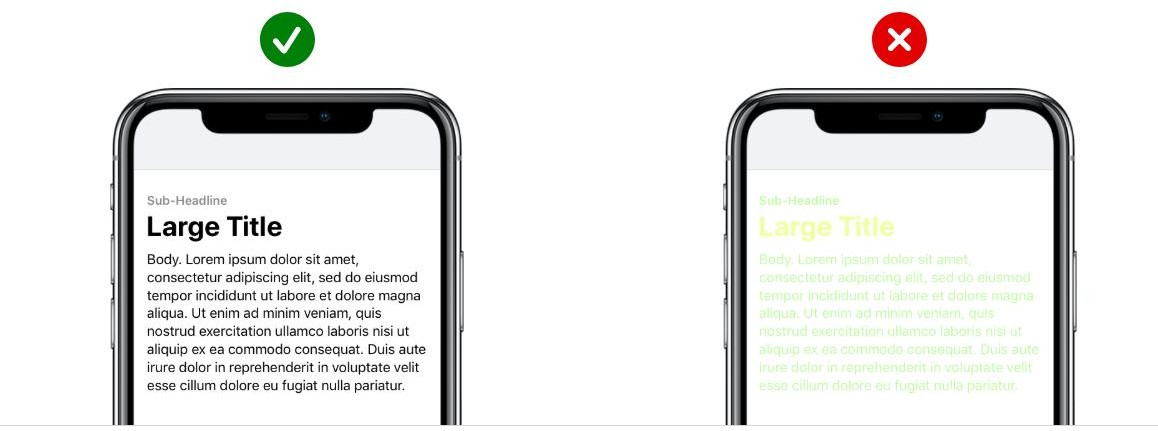 Sub-Headline
Large Title
Body. Lorem ipsum dolor sit amet,
consectetur adipiscing elit, sed do eiusmod
tempor incididunt ut labore et dolore magna
aliqua. Ut enim ad minim veniam, quis
nostrud exercitation ullamco laboris nisi ut
aliquip ex ea commodo consequat. Duis aute
irure dolor in reprehenderit in voluptate velit
esse cillum dolore eu fugiat nulla pariatur.
Sub-Headline
Large Title
Body. Lorem ipsum dolor sit amet,
consectetur adipiscing elit, sed do eiusmod
tempor incididunt ut labore et dolore magna
aliqua. Ut enim ad minim veniam, quis
nostrud exercitation ullamco laboris nisi ut
aliquip ex ea commodo consequat. Duis aute
irure dolor in reprehenderit in voluptate velit
esse cillum dolore eu fugiat nulla pariatur.